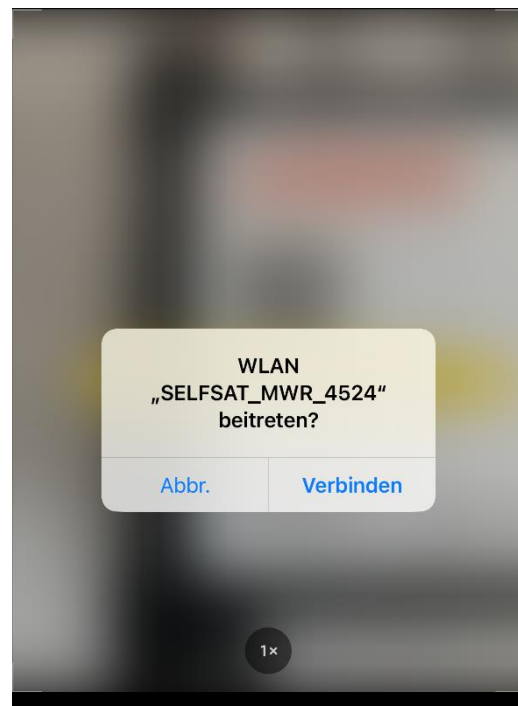 WLAN
„SELFSAT_MWR_4524“
beitreten?
Abbr.
Verbinden
1×